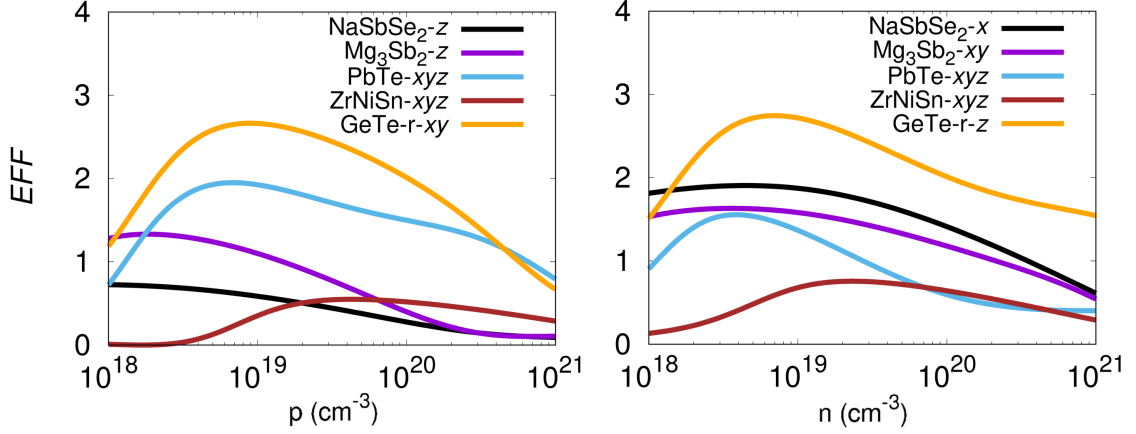 NaSbSe2-z
Mg3Sb2-z
PbTe-xyz
ZrNiSn-xyz
GeTe-r-xy
EFF
4
3
2
1
0
10^18 10^19 10^20 10^21
p (cm^-3)
NaSbSe2-x
Mg3Sb2-xy
PbTe-xyz
ZrNiSn-xyz
GeTe-r-z
4
3
2
1
0
10^18 10^19 10^20 10^21
n (cm^-3)